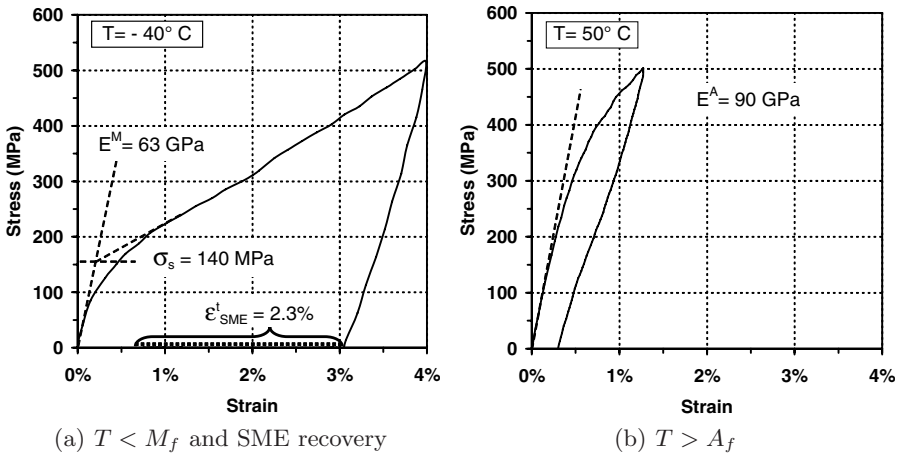 T= - 40° C
Stress (MPa)
600
500
400
300
200
100
0
E^M= 63 GPa
σ_s = 140 MPa
ε^t_SME = 2.3%
0%
1%
2%
3%
4%
Strain
(a) T < M_f and SME recovery
T= 50° C
Stress (MPa)
600
500
400
300
200
100
0
E^A= 90 GPa
0%
1%
2%
3%
4%
Strain
(b) T > A_f